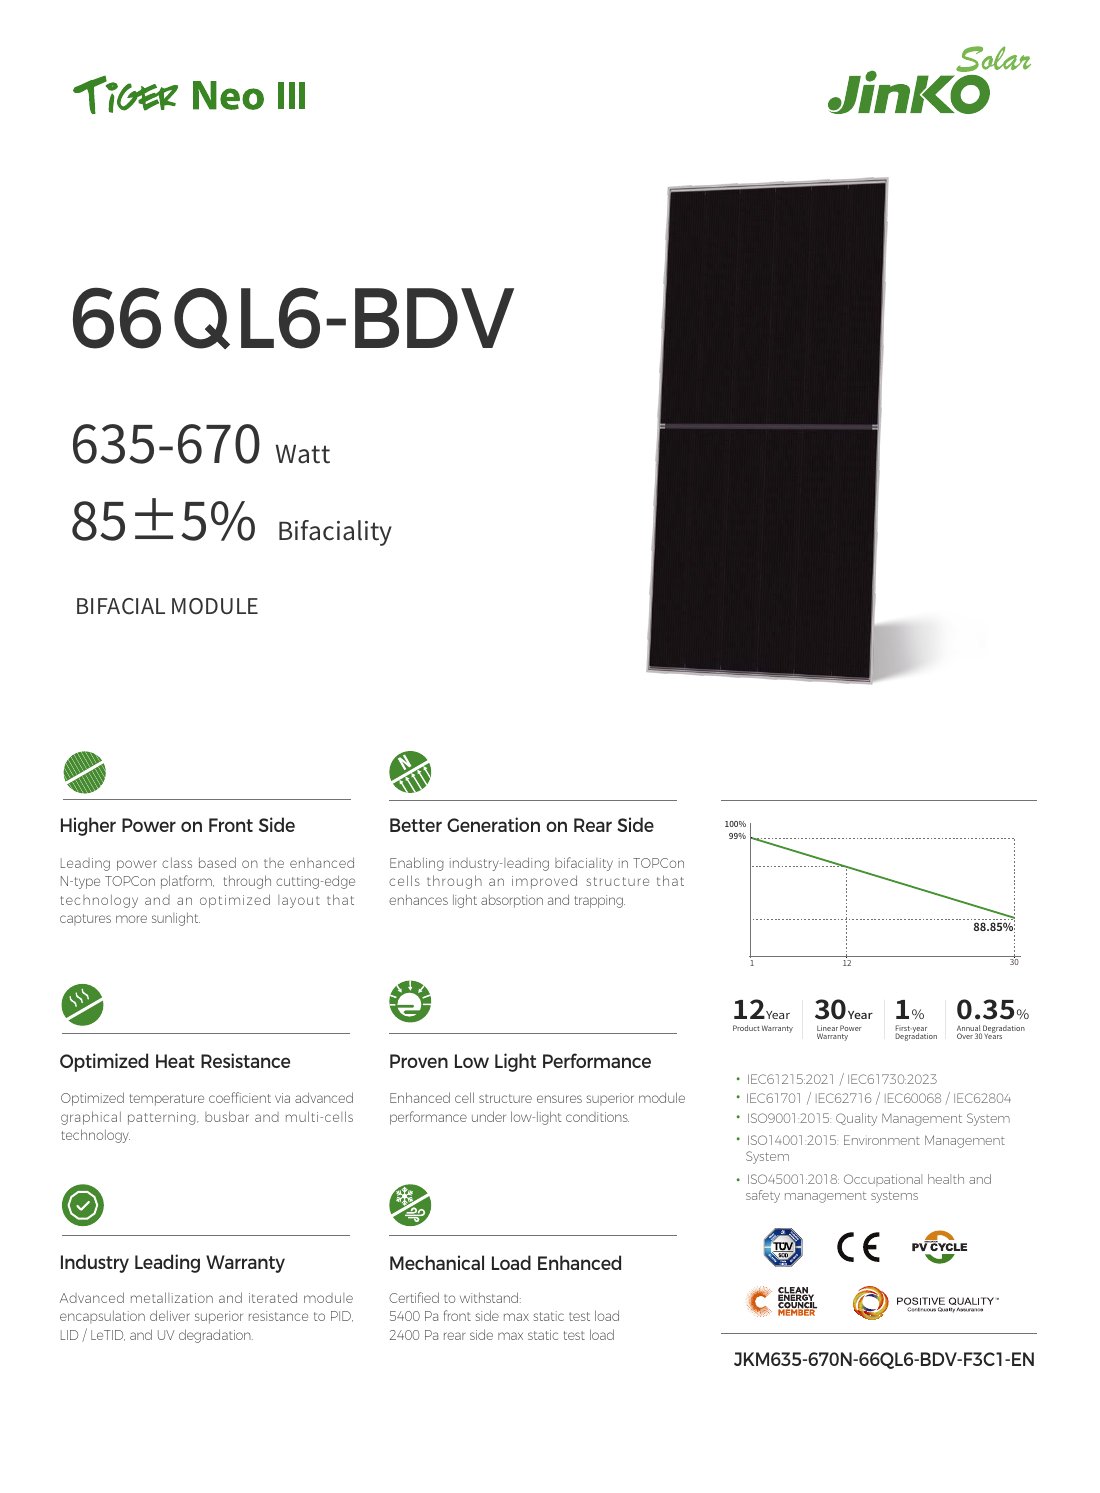 TiGER Neo III
Solar
JinKO
66QL6-BDV
635-670 Watt
85±5% Bifaciality
BIFACIAL MODULE
Higher Power on Front Side
Leading power class based on the enhanced
N-type TOPCon platform, through cutting-edge
technology and an optimized layout that
captures more sunlight.
N
Better Generation on Rear Side
Enabling industry-leading bifaciality in TOPCon
cells through an improved structure that
enhances light absorption and trapping.
Optimized Heat Resistance
Optimized temperature coefficient via advanced
graphical patterning, busbar and multi-cells
technology.
Proven Low Light Performance
Enhanced cell structure ensures superior module
performance under low-light conditions.
Industry Leading Warranty
Advanced metallization and iterated module
encapsulation deliver superior resistance to PID,
LID / LeTID, and UV degradation.
Mechanical Load Enhanced
Certified to withstand:
5400 Pa front side max static test load
2400 Pa rear side max static test load
100%
99%
88.85%
1 12 30
12Year
Product Warranty
30Year
Linear Power
Warranty
1%
First-year
Degradation
0.35%
Annual Degradation
Over 30 Years
• IEC61215:2021 / IEC61730:2023
• IEC61701 / IEC62716 / IEC60068 / IEC62804
• ISO9001:2015: Quality Management System
• ISO14001:2015: Environment Management
System
• ISO45001:2018: Occupational health and
safety management systems
TÜV
CE
PV CYCLE
CLEAN
ENERGY
COUNCIL
MEMBER
POSITIVE QUALITY™
Continuous Quality Assurance
JKM635-670N-66QL6-BDV-F3C1-EN